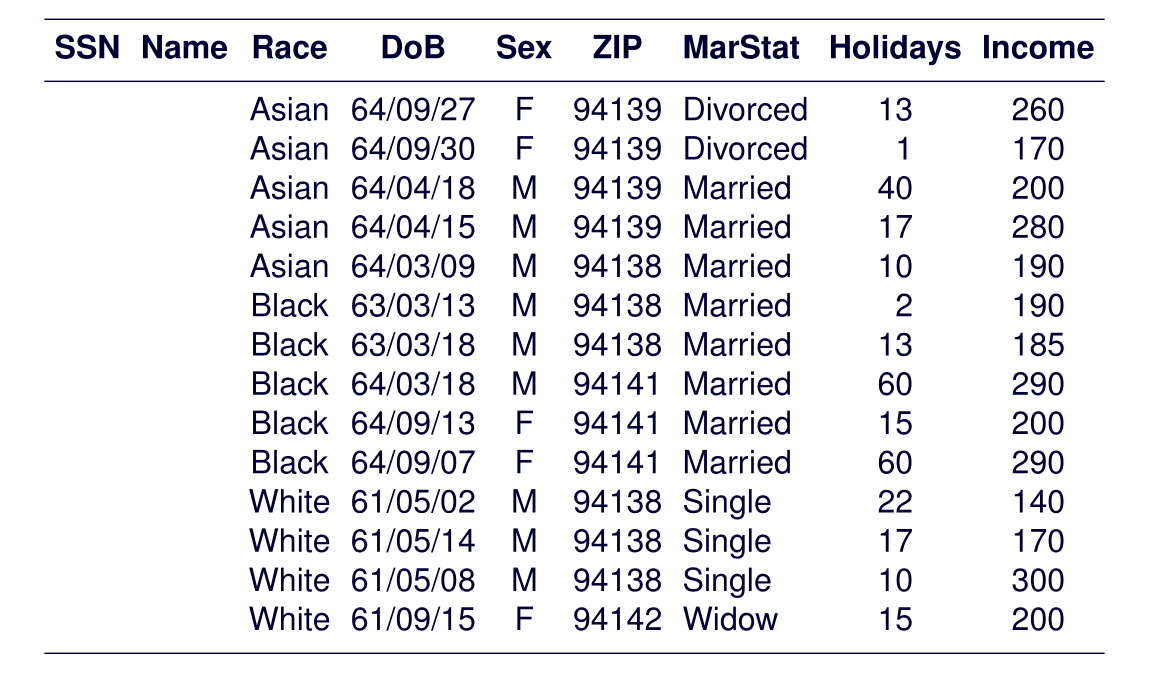 SSN Name Race DoB Sex ZIP MarStat Holidays Income
Asian 64/09/27 F 94139 Divorced 13 260
Asian 64/09/30 F 94139 Divorced 1 170
Asian 64/04/18 M 94139 Married 40 200
Asian 64/04/15 M 94139 Married 17 280
Asian 64/03/09 M 94138 Married 10 190
Black 63/03/13 M 94138 Married 2 190
Black 63/03/18 M 94138 Married 13 185
Black 64/03/18 M 94141 Married 60 290
Black 64/09/13 F 94141 Married 15 200
Black 64/09/07 F 94141 Married 60 290
White 61/05/02 M 94138 Single 22 140
White 61/05/14 M 94138 Single 17 170
White 61/05/08 M 94138 Single 10 300
White 61/09/15 F 94142 Widow 15 200